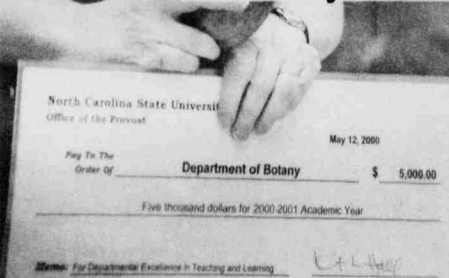 North Carolina State Universit
Office of the Provost
May 12, 2000
Pay To The
Order Of Department of Botany $ 5,000.00
Five thousand dollars for 2000-2001 Academic Year
Memo: For Departmental Excellence in Teaching and Learning